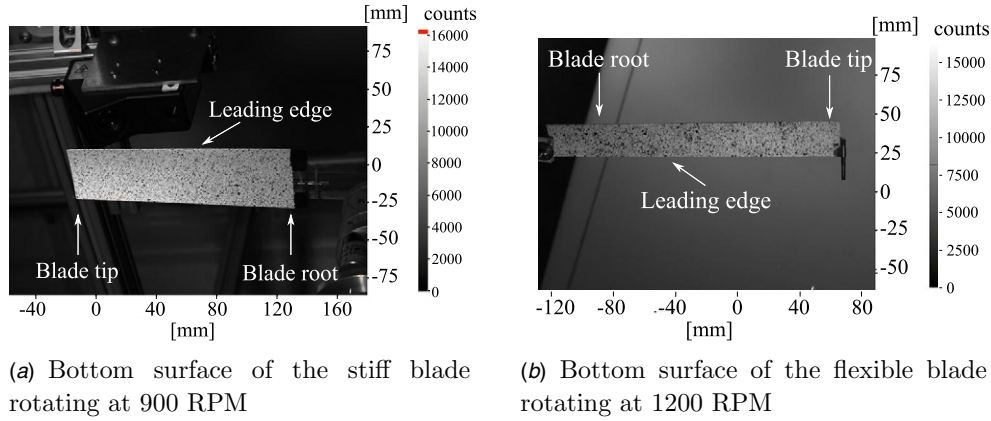 [mm] counts
75
50
25
0
-25
-50
-75
16000
14000
12000
10000
8000
6000
4000
2000
0
Leading edge
Blade tip
Blade root
-40 0 40 80 120 160
[mm]
(a) Bottom surface of the stiff blade
rotating at 900 RPM
[mm] counts
75
50
25
0
-25
-50
15000
12500
10000
7500
5000
2500
0
Blade root
Blade tip
Leading edge
-120 -80 -40 0 40 80
[mm]
(b) Bottom surface of the flexible blade
rotating at 1200 RPM